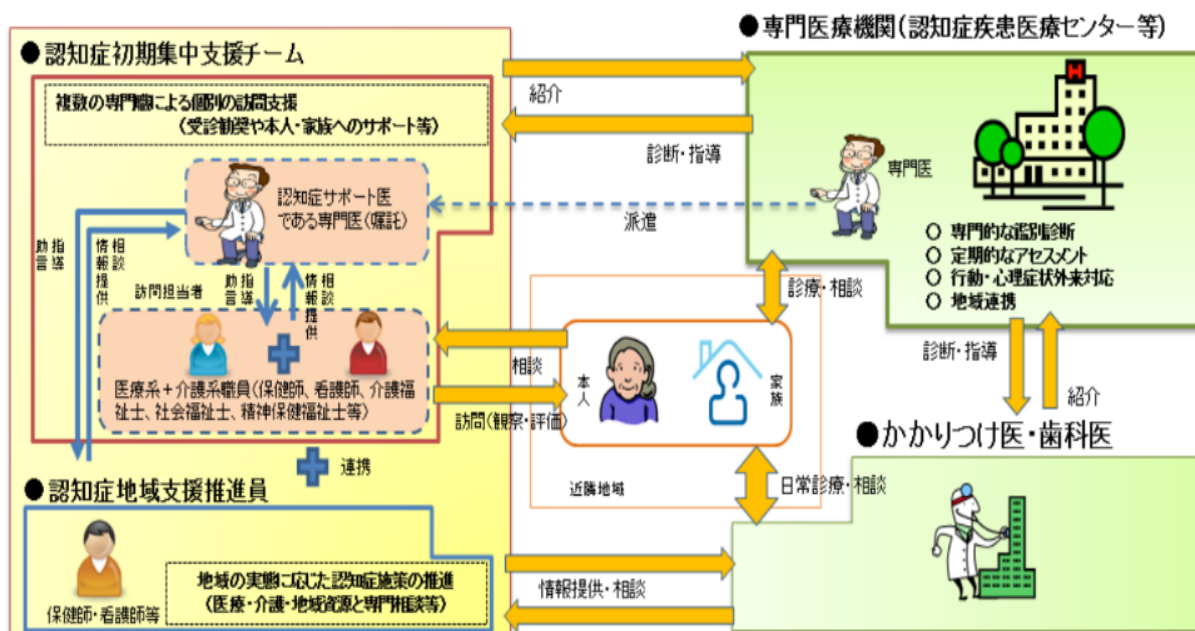 ●認知症初期集中支援チーム
複数の専門職による個別の訪問支援
（受診勧奨や本人・家族へのサポート等）
認知症サポート医
である専門医（嘱託）
指導
助言
相談
情報提供
訪問担当者
指導
助言
相談
情報提供
医療系＋介護系職員（保健師、看護師、介護福
祉士、社会福祉士、精神保健福祉士等）
連携
●認知症地域支援推進員
保健師・看護師等
地域の実態に応じた認知症施策の推進
（医療・介護・地域資源と専門相談等）
紹介
診断・指導
派遣
相談
訪問（観察・評価）
本人
家族
近隣地域
診療・相談
日常診療・相談
情報提供・相談
●専門医療機関（認知症疾患医療センター等）
H
専門医
○ 専門的な鑑別診断
○ 定期的なアセスメント
○ 行動・心理症状外来対応
○ 地域連携
診断・指導
紹介
●かかりつけ医・歯科医